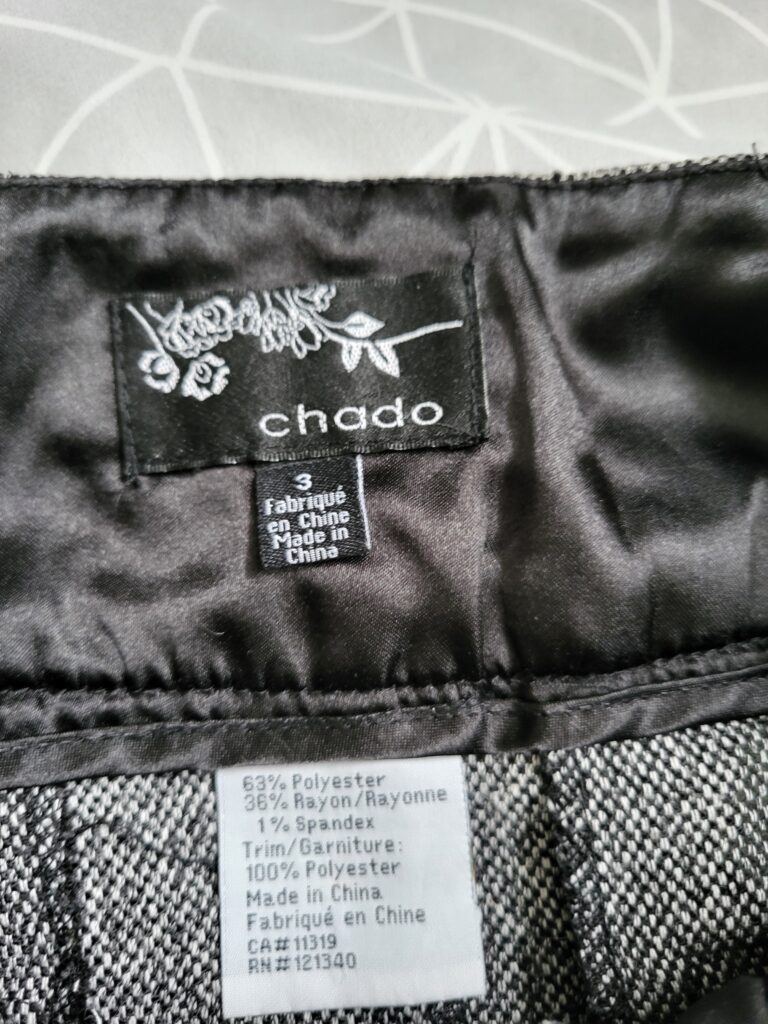 chado
3
Fabriqué
en Chine
Made in
China
63% Polyester
36% Rayon/Rayonne
1% Spandex
Trim/Garniture:
100% Polyester
Made in China
Fabriqué en Chine
CA#11319
RN#121340